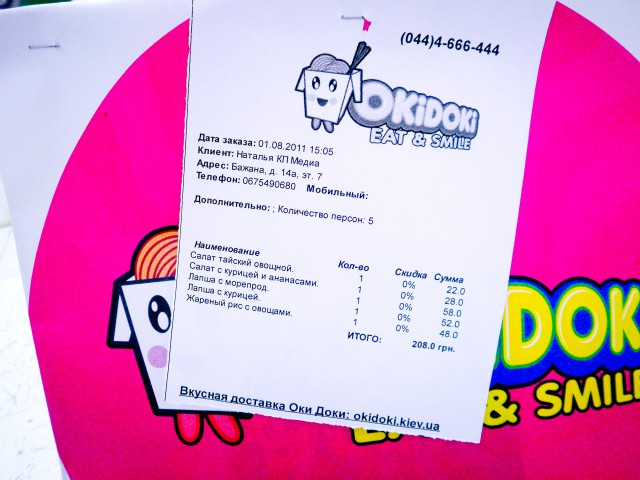 (044)4-666-444
OKiDOKi
EAT & SMILE
Дата заказа: 01.08.2011 15:05
Клиент: Наталья КП Медиа
Адрес: Бажана, д. 14а, эт. 7
Телефон: 0675490680 Мобильный:
Дополнительно: ; Количество персон: 5
Наименование Кол-во Скидка Сумма
Салат тайский овощной. 1 0% 22.0
Салат с курицей и ананасами. 1 0% 28.0
Лапша с морепрод. 1 0% 58.0
Лапша с курицей. 1 0% 52.0
Жареный рис с овощами. 1 0% 48.0
ИТОГО: 208.0 грн.
Вкусная доставка Оки Доки: okidoki.kiev.ua
DOK
& SMILE